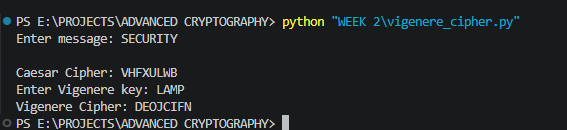 PS E:\PROJECTS\ADVANCED CRYPTOGRAPHY> python "WEEK 2\vigenere_cipher.py"
Enter message: SECURITY
Caesar Cipher: VHFXULWB
Enter Vigenere key: LAMP
Vigenere Cipher: DEOJCIFN
PS E:\PROJECTS\ADVANCED CRYPTOGRAPHY>